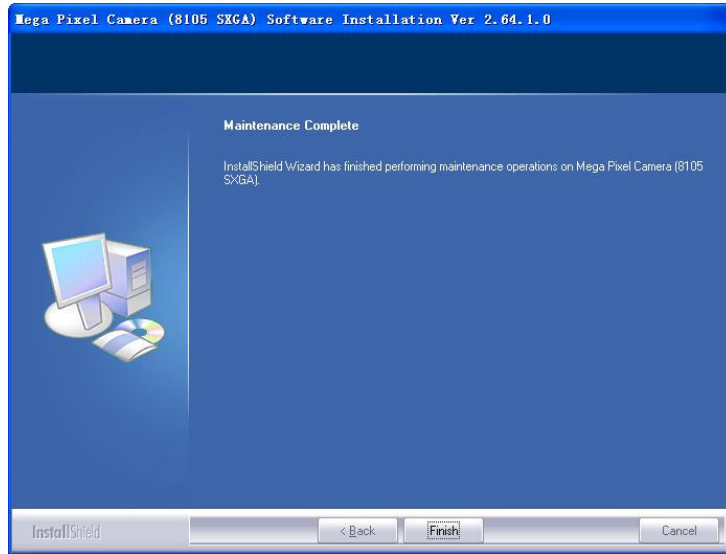 Mega Pixel Camera (8105 SXGA) Software Installation Ver 2.64.1.0
Maintenance Complete
InstallShield Wizard has finished performing maintenance operations on Mega Pixel Camera (8105
SXGA).
InstallShield
< Back
Finish
Cancel